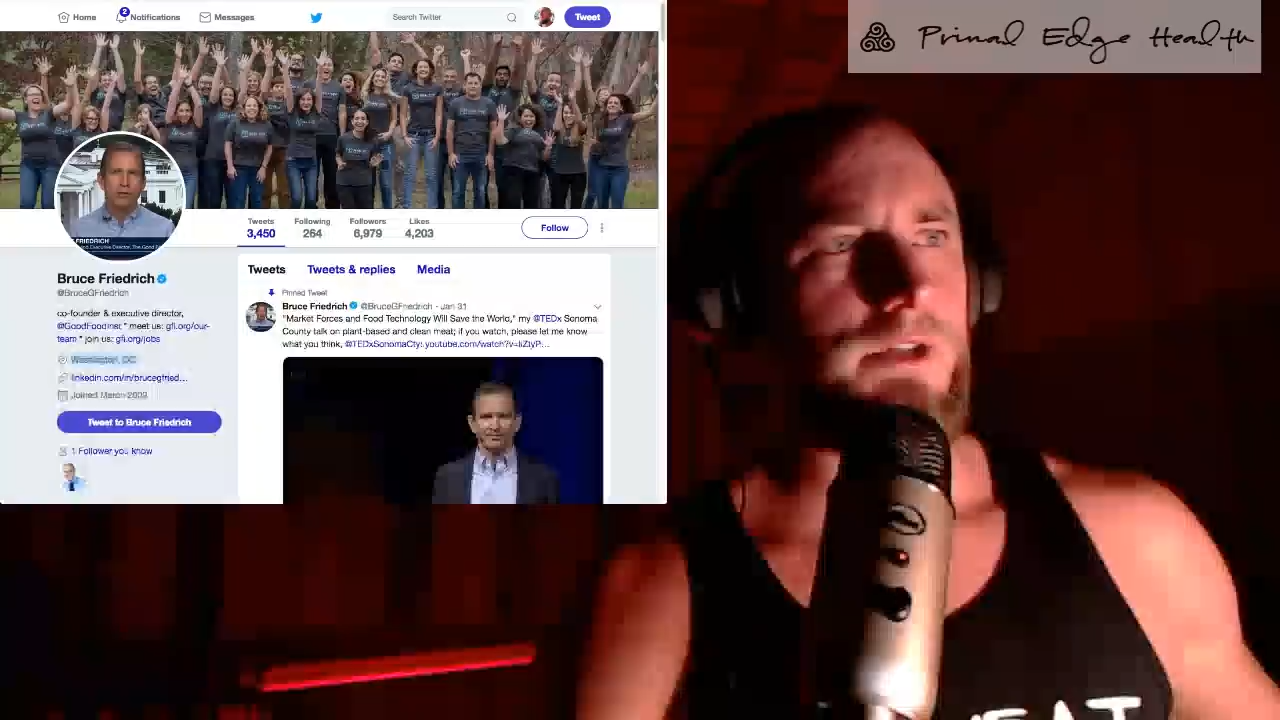 Home
2
Notifications
Messages
Search Twitter
Tweet
Primal Edge Health
Tweets
3,450
Following
264
Followers
6,979
Likes
4,203
Follow
FRIEDRICH
Bruce Friedrich
@BruceGFriedrich
co-founder & executive director,
@GoodFoodInst * meet us: gfi.org/our-
team * join us: gfi.org/jobs
Washington, DC
linkedin.com/in/brucegfried...
Joined March 2009
Tweet to Bruce Friedrich
1 Follower you know
Tweets Tweets & replies Media
Pinned Tweet
Bruce Friedrich @BruceGFriedrich · Jan 31
"Market Forces and Food Technology Will Save the World," my @TEDx Sonoma
County talk on plant-based and clean meat; if you watch, please let me know
what you think, @TEDxSonomaCty:
EAT